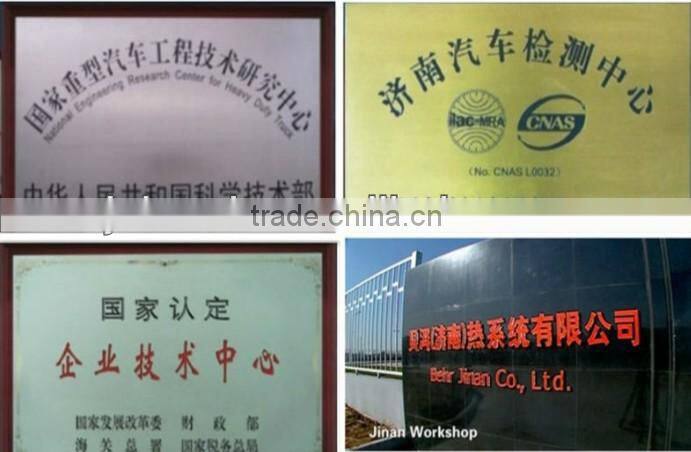 国家重型汽车工程技术研究中心
National Engineering Research Center for Heavy Duty Truck
中华人民共和国科学技术部
济南汽车检测中心
ilac-MRA
CNAS
(No. CNAS L0032)
trade.china.cn
国家认定
企业技术中心
国家发展改革委 财政部
海关总署 国家税务总局
贝洱(济南)热系统有限公司
Behr Jinan Co., Ltd.
Jinan Workshop